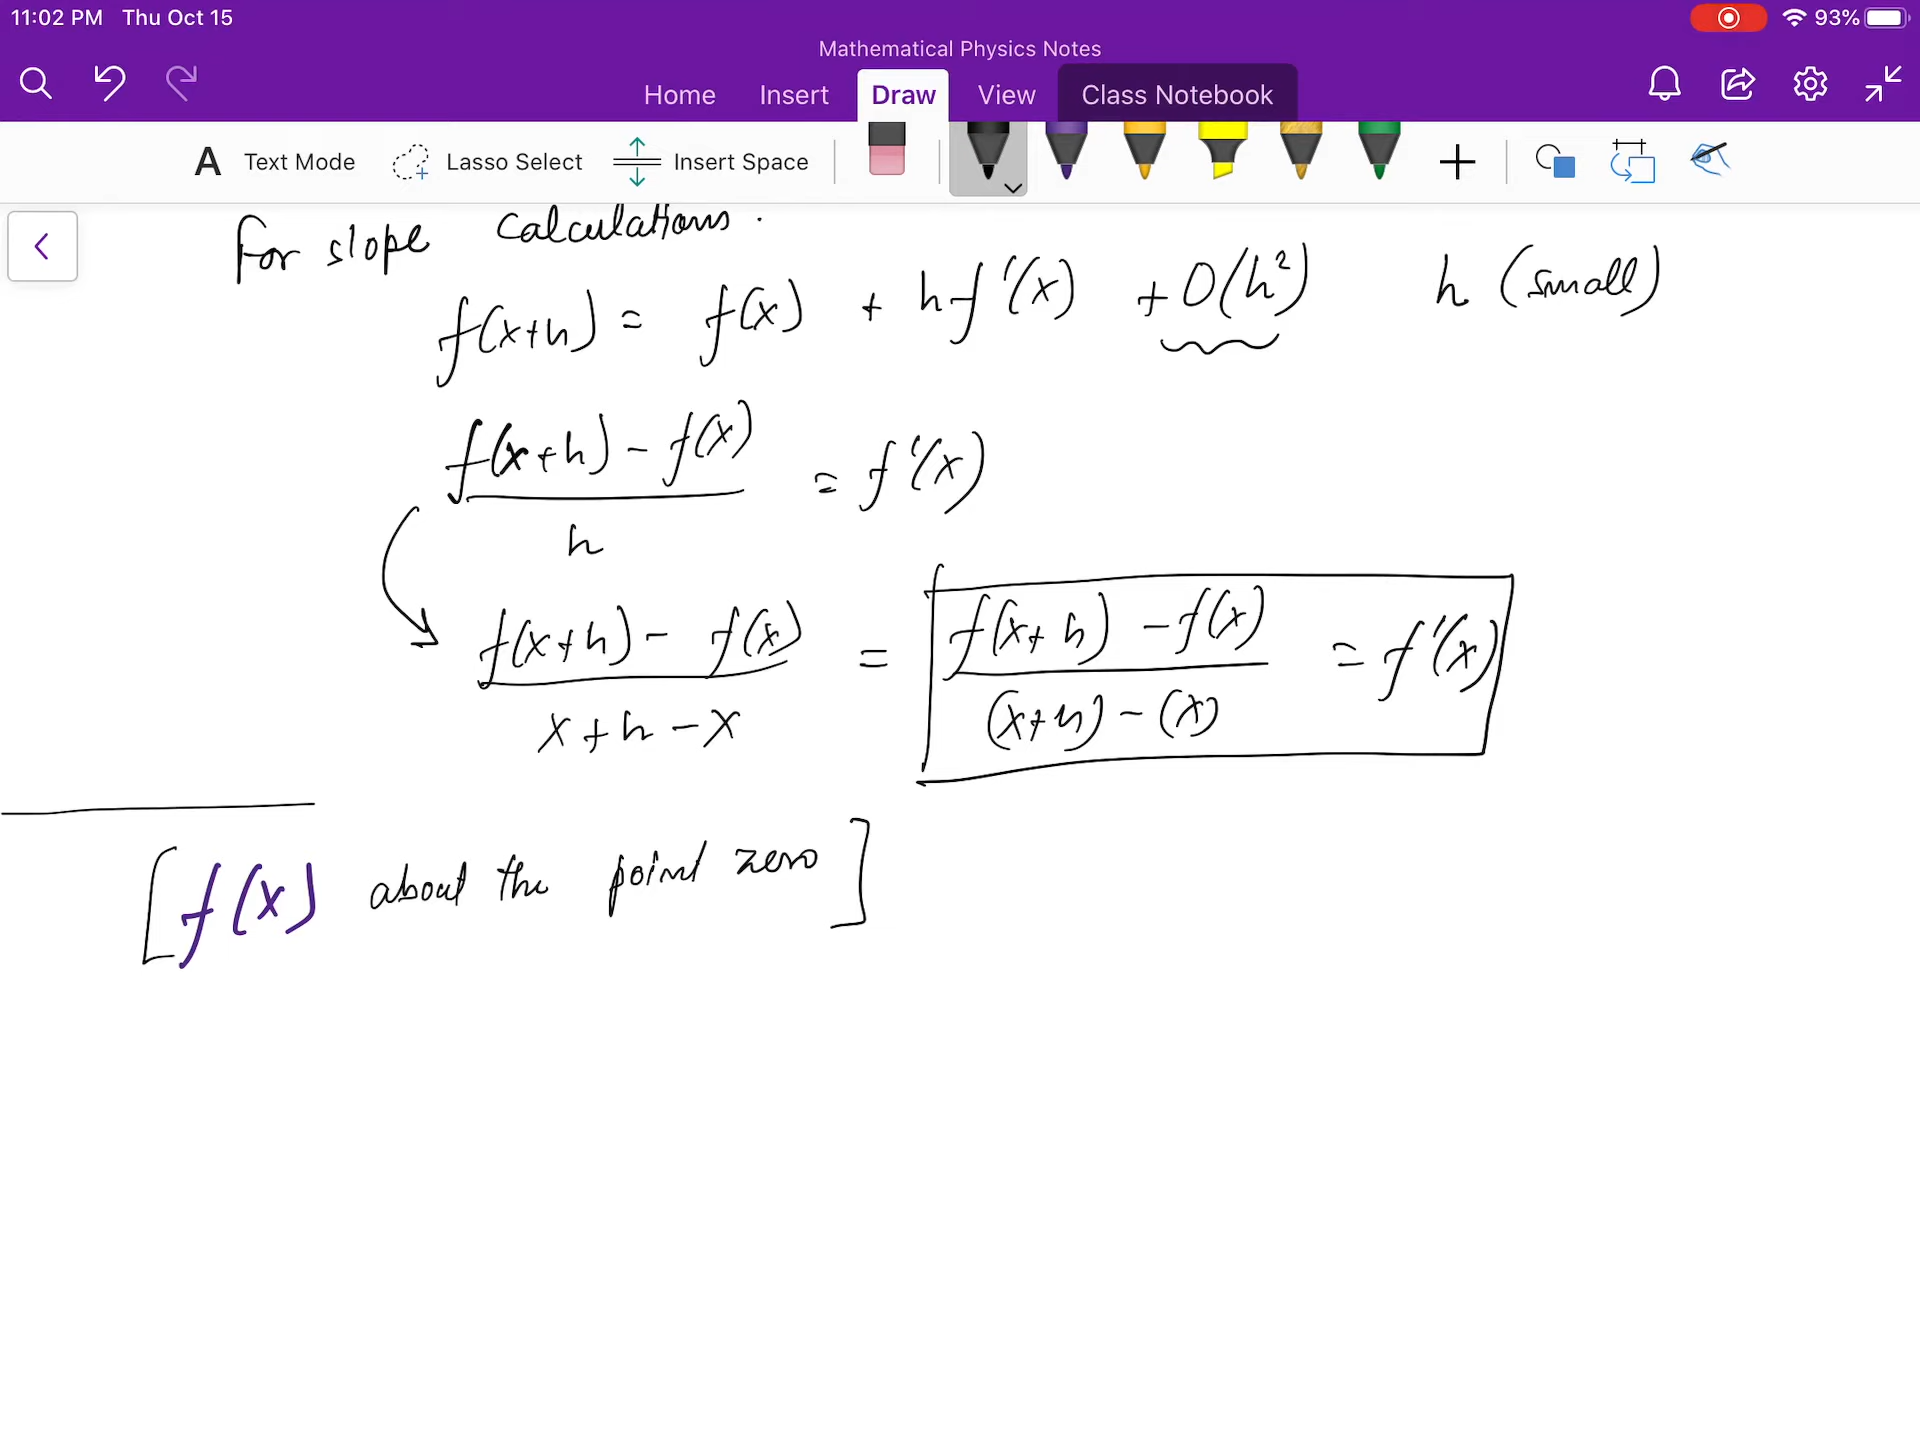 11:02 PM Thu Oct 15
93%
Mathematical Physics Notes
Home Insert Draw View Class Notebook
A Text Mode Lasso Select Insert Space
For slope calculations.
f(x+h) = f(x) + hf'(x) + O(h²) h (small)
f(x+h) - f(x)
= f'(x)
h
f(x+h) - f(x) = f(x+h) - f(x) = f'(x)
x+h-x (x+h) - (x)
[f(x) about the point zero]